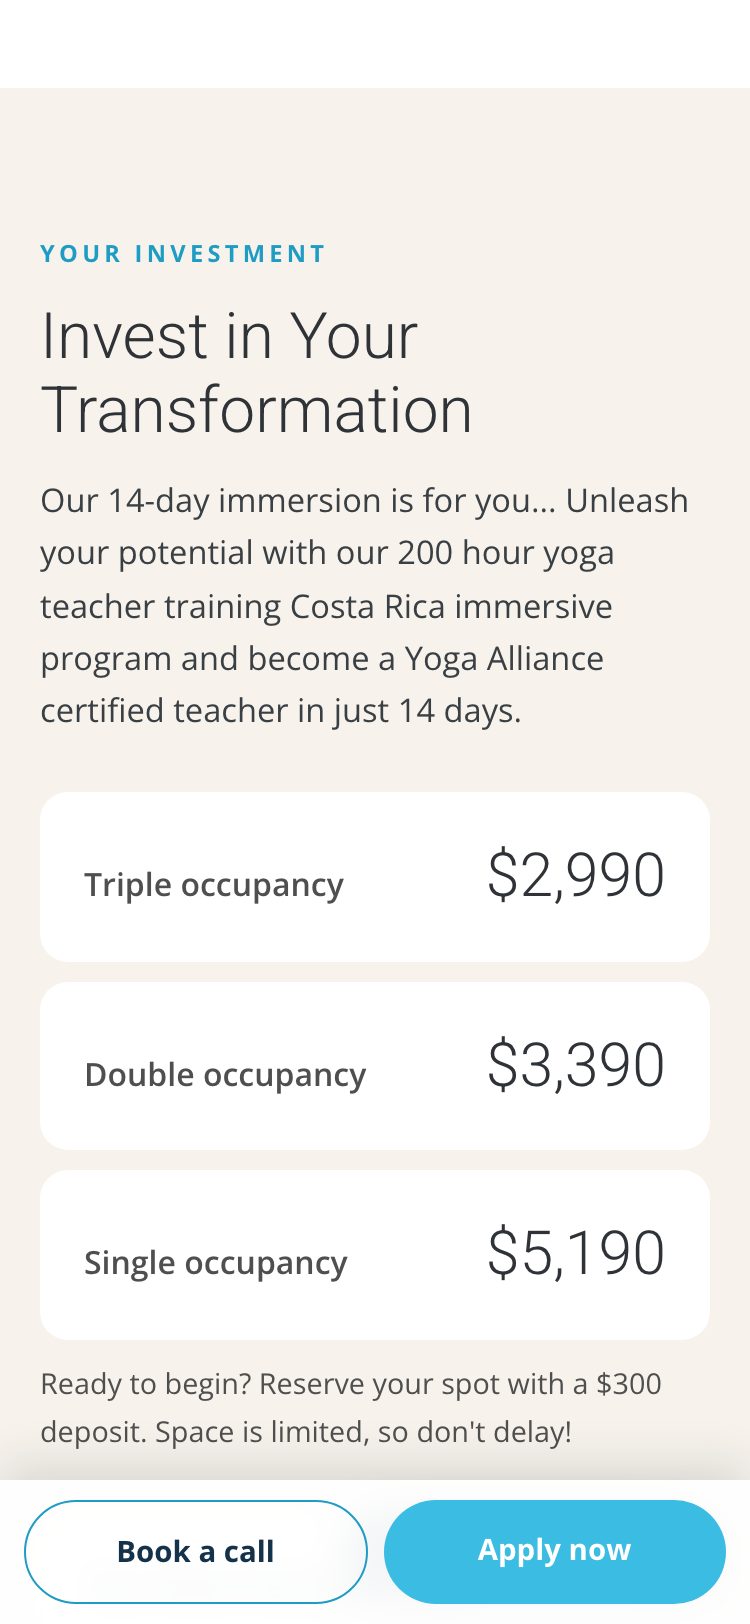 YOUR INVESTMENT
Invest in Your
Transformation
Our 14-day immersion is for you... Unleash
your potential with our 200 hour yoga
teacher training Costa Rica immersive
program and become a Yoga Alliance
certified teacher in just 14 days.
Triple occupancy $2,990
Double occupancy $3,390
Single occupancy $5,190
Ready to begin? Reserve your spot with a $300
deposit. Space is limited, so don't delay!
Book a call Apply now